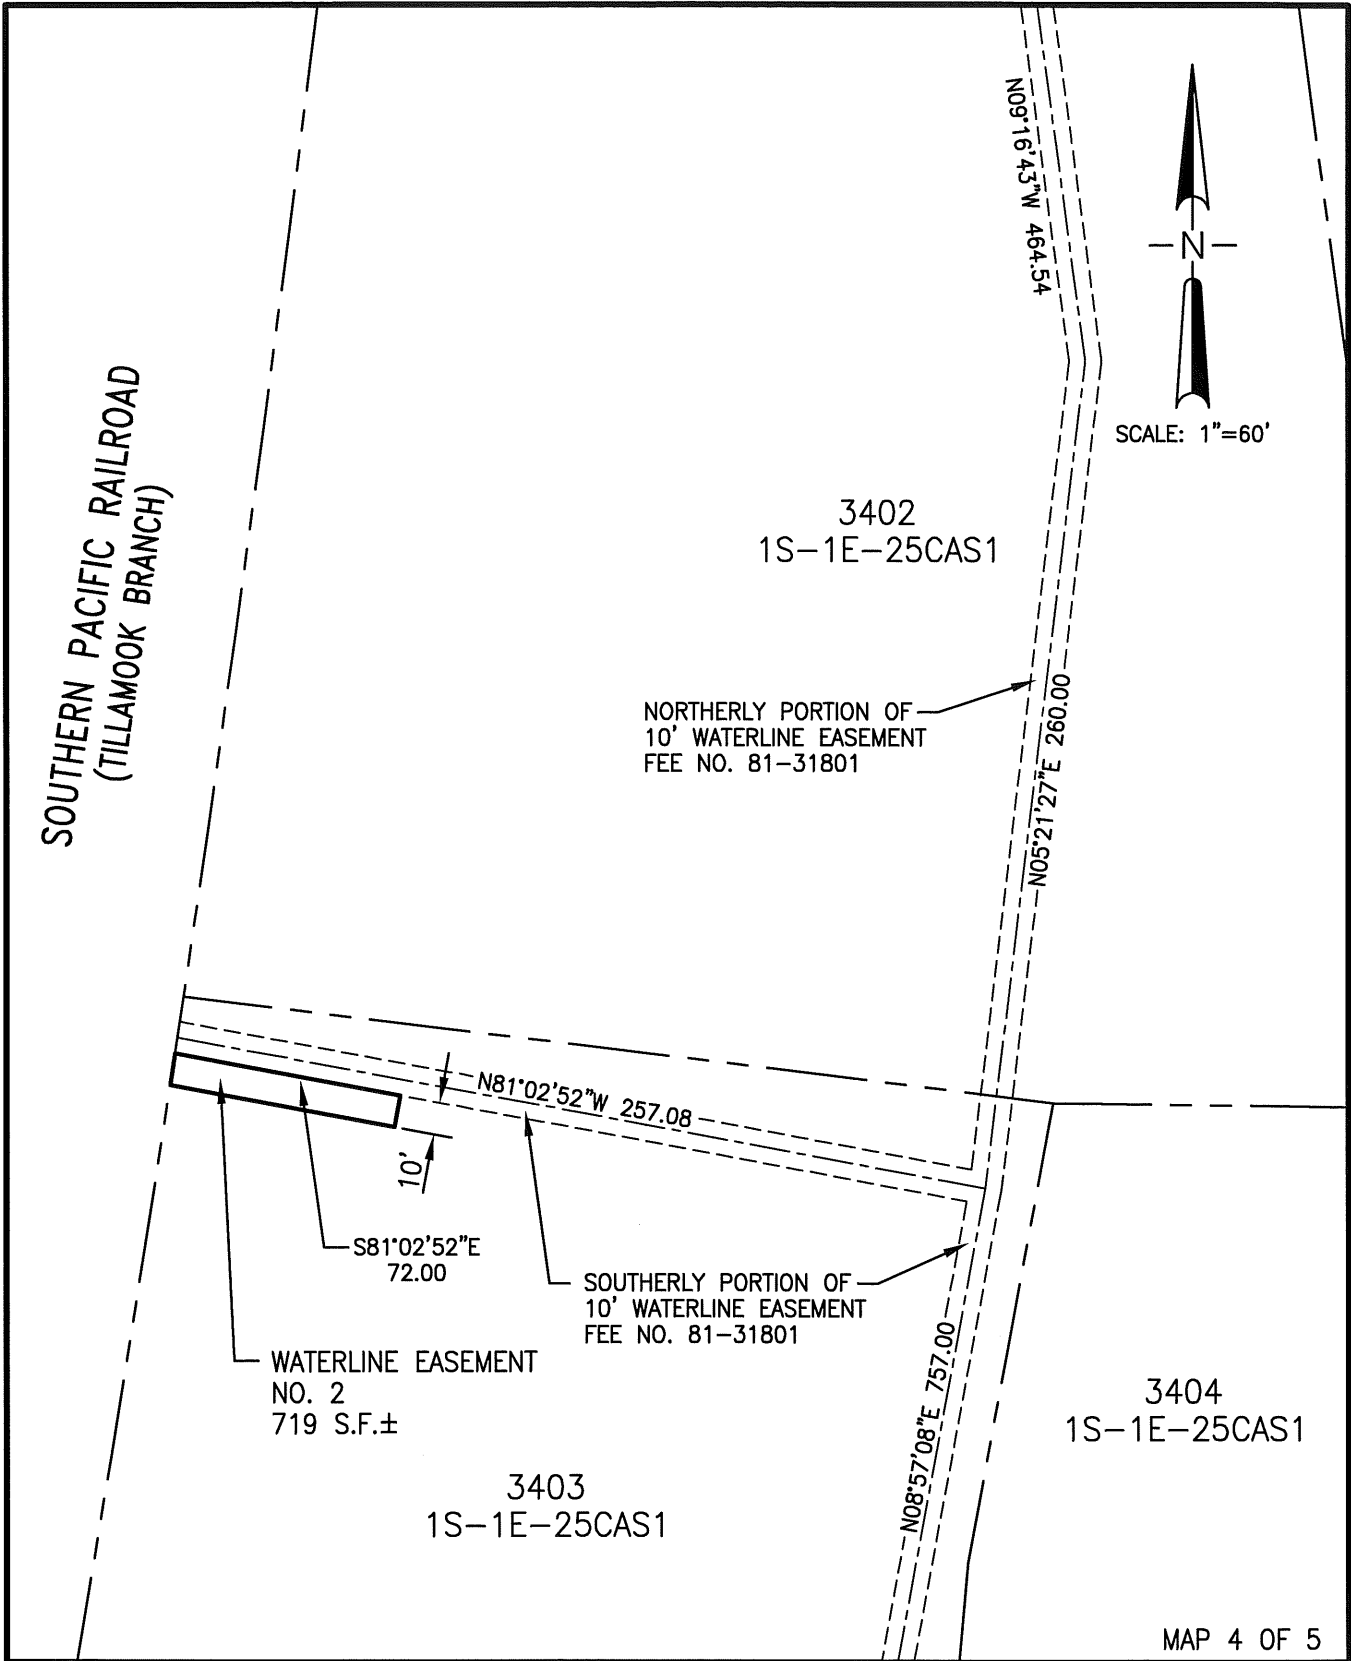 N09°16'43"W 464.54
N
SCALE: 1"=60'
SOUTHERN PACIFIC RAILROAD
(TILLAMOOK BRANCH)
3402
1S-1E-25CAS1
NORTHERLY PORTION OF
10' WATERLINE EASEMENT
FEE NO. 81-31801
N05°21'27"E 260.00
N81°02'52"W 257.08
10'
S81°02'52"E
72.00
SOUTHERLY PORTION OF
10' WATERLINE EASEMENT
FEE NO. 81-31801
WATERLINE EASEMENT
NO. 2
719 S.F.±
N08°57'08"E 757.00
3404
1S-1E-25CAS1
3403
1S-1E-25CAS1
MAP 4 OF 5